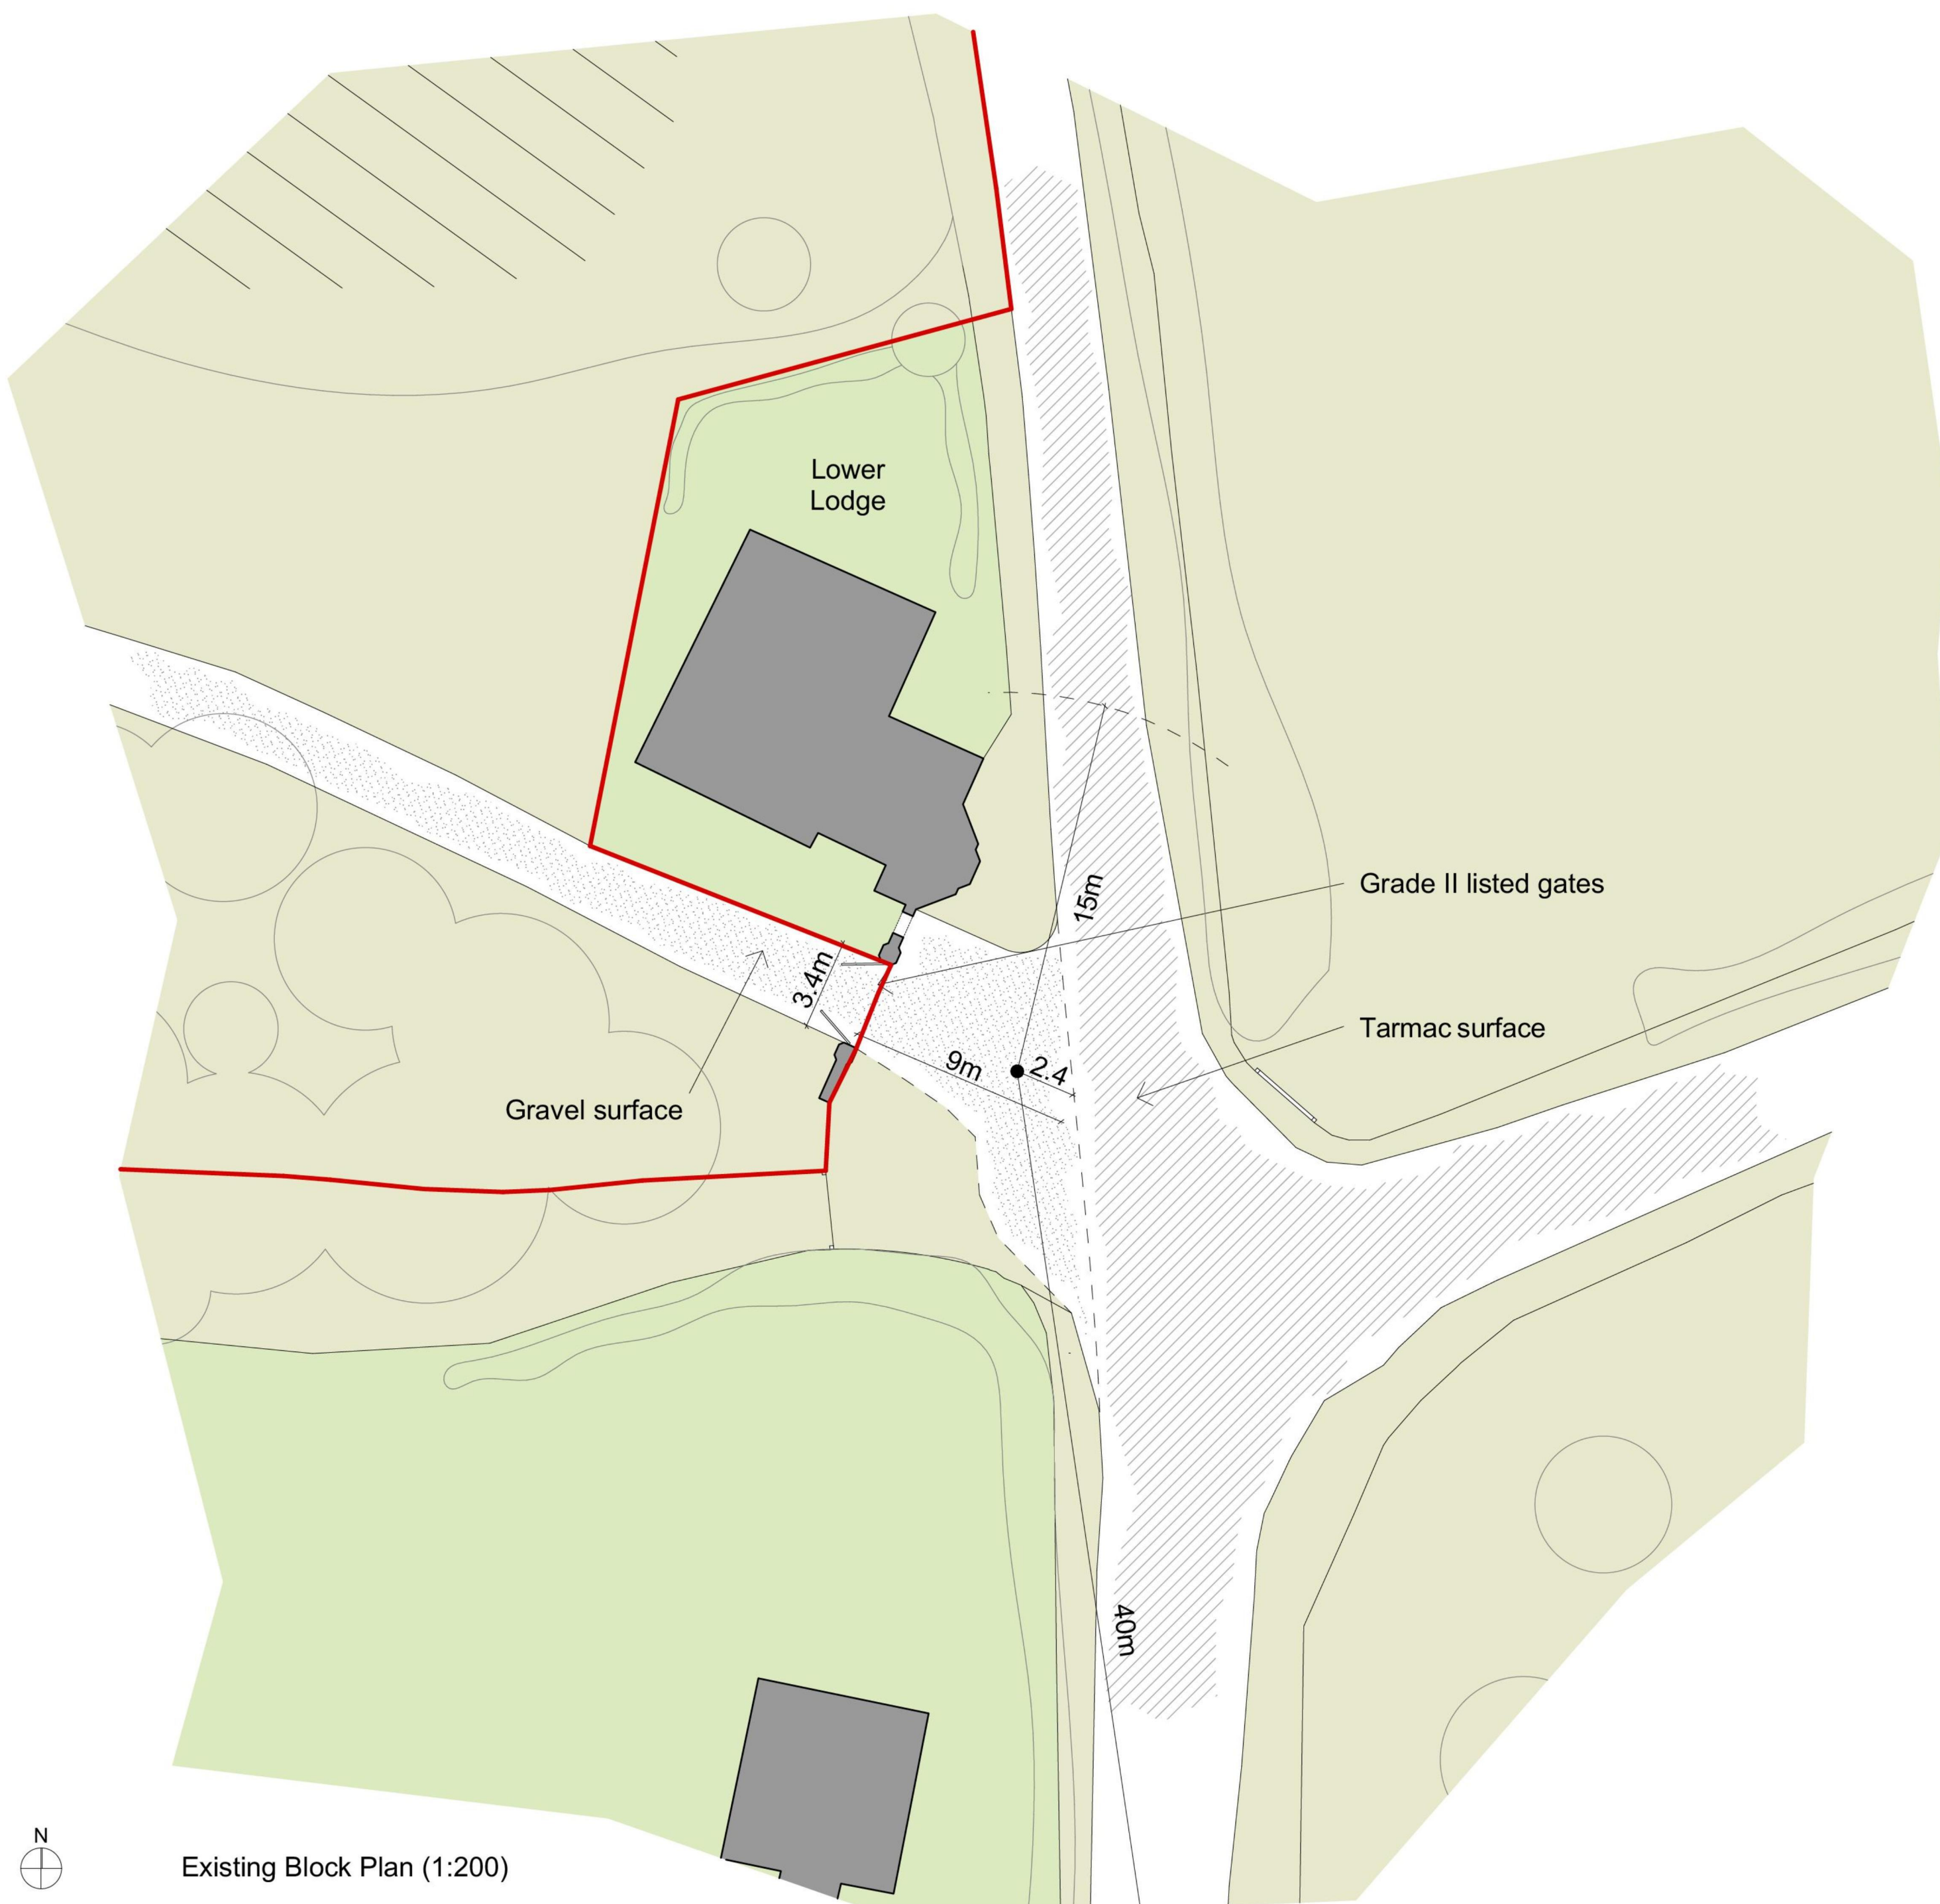 Lower
Lodge
15m
Grade II listed gates
3.4m
Tarmac surface
9m
2.4
Gravel surface
40m
N
Existing Block Plan (1:200)